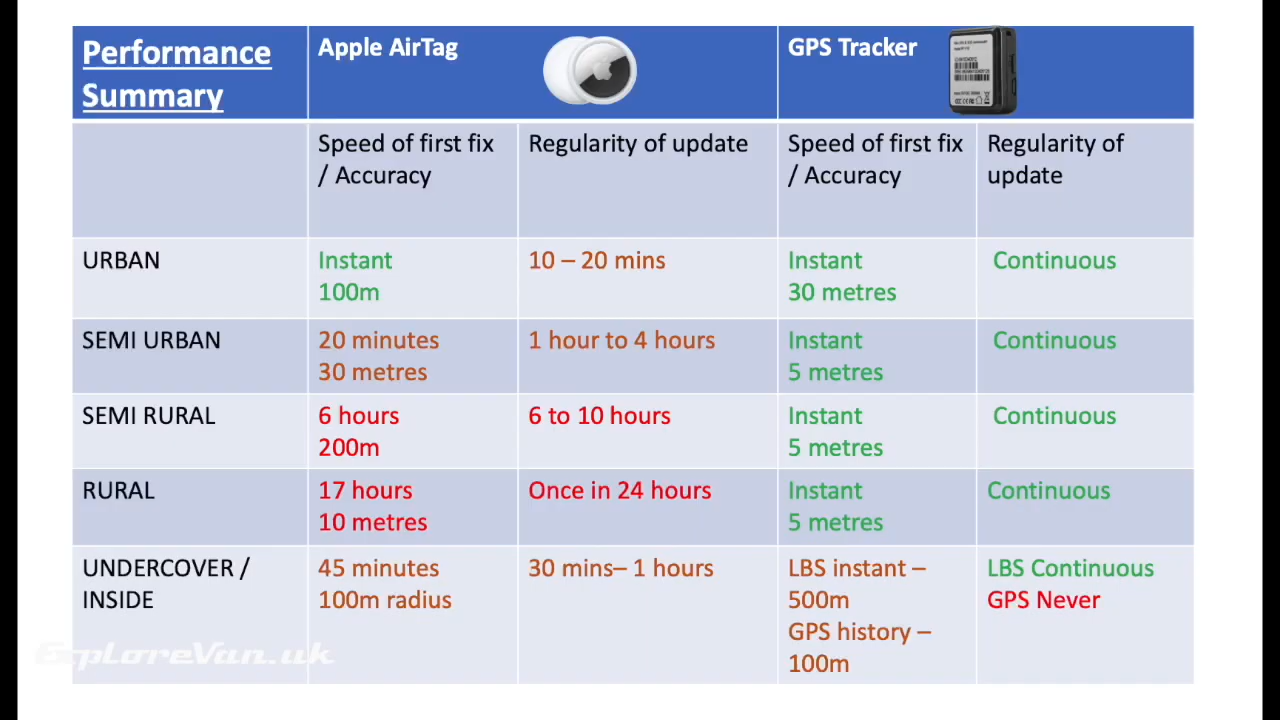 Performance
Summary
Apple AirTag
GPS Tracker
Speed of first fix
/ Accuracy
Regularity of update
Speed of first fix
/ Accuracy
Regularity of
update
URBAN
Instant
100m
10 – 20 mins
Instant
30 metres
Continuous
SEMI URBAN
20 minutes
30 metres
1 hour to 4 hours
Instant
5 metres
Continuous
SEMI RURAL
6 hours
200m
6 to 10 hours
Instant
5 metres
Continuous
RURAL
17 hours
10 metres
Once in 24 hours
Instant
5 metres
Continuous
UNDERCOVER /
INSIDE
45 minutes
100m radius
30 mins– 1 hours
LBS instant –
500m
GPS history –
100m
LBS Continuous
GPS Never
ExploreVan.uk